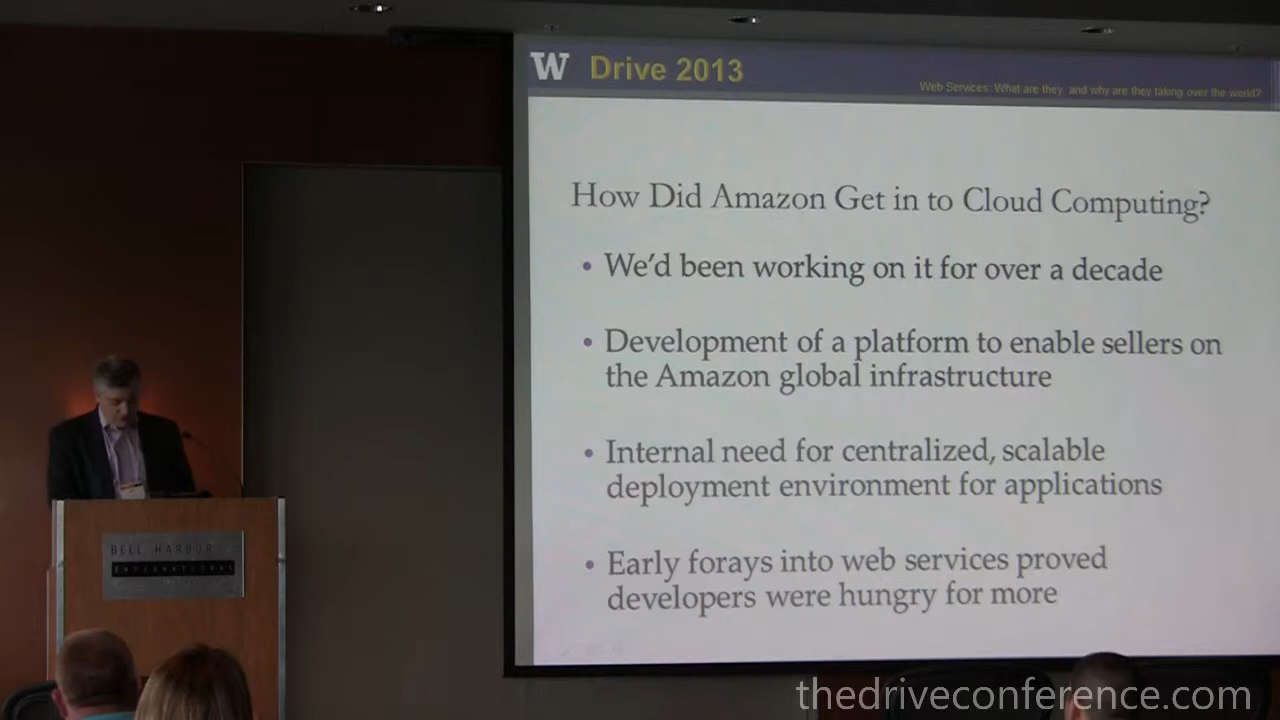 W Drive 2013
Web Services: What are they, and why are they taking over the world?
How Did Amazon Get in to Cloud Computing?
• We'd been working on it for over a decade
• Development of a platform to enable sellers on
the Amazon global infrastructure
• Internal need for centralized, scalable
deployment environment for applications
• Early forays into web services proved
developers were hungry for more
BELL HARBOR
INTERNATIONAL
thedriveconference.com